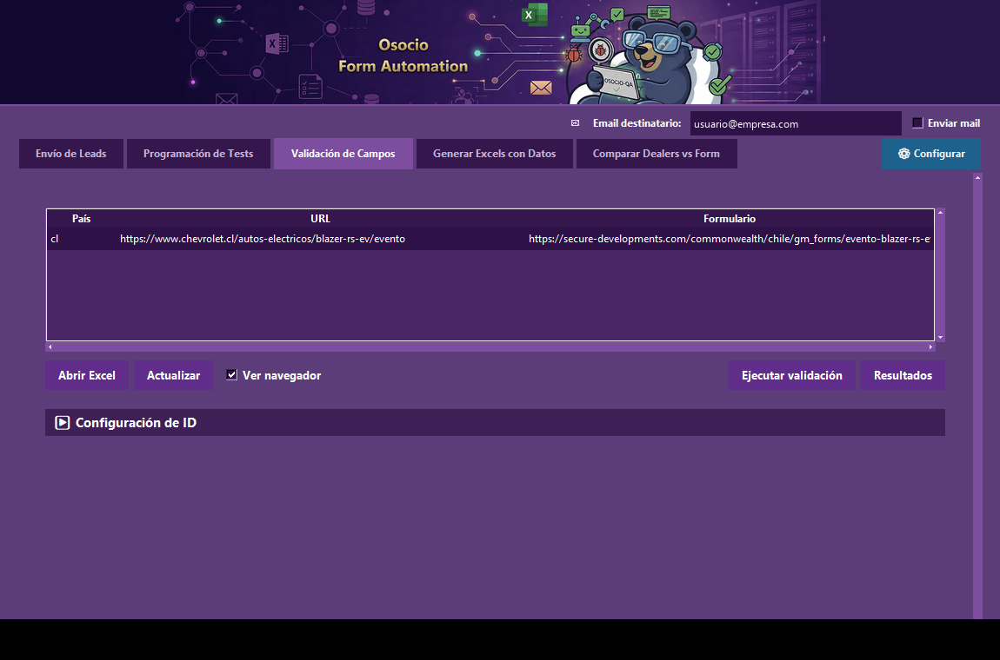 Osocio
Form Automation
OSOCIO-QA
Email destinatario: usuario@empresa.com Enviar mail
Envío de Leads Programación de Tests Validación de Campos Generar Excels con Datos Comparar Dealers vs Form Configurar
País URL Formulario
cl https://www.chevrolet.cl/autos-electricos/blazer-rs-ev/evento https://secure-developments.com/commonwealth/chile/gm_forms/evento-blazer-rs-e
Abrir Excel Actualizar Ver navegador Ejecutar validación Resultados
Configuración de ID